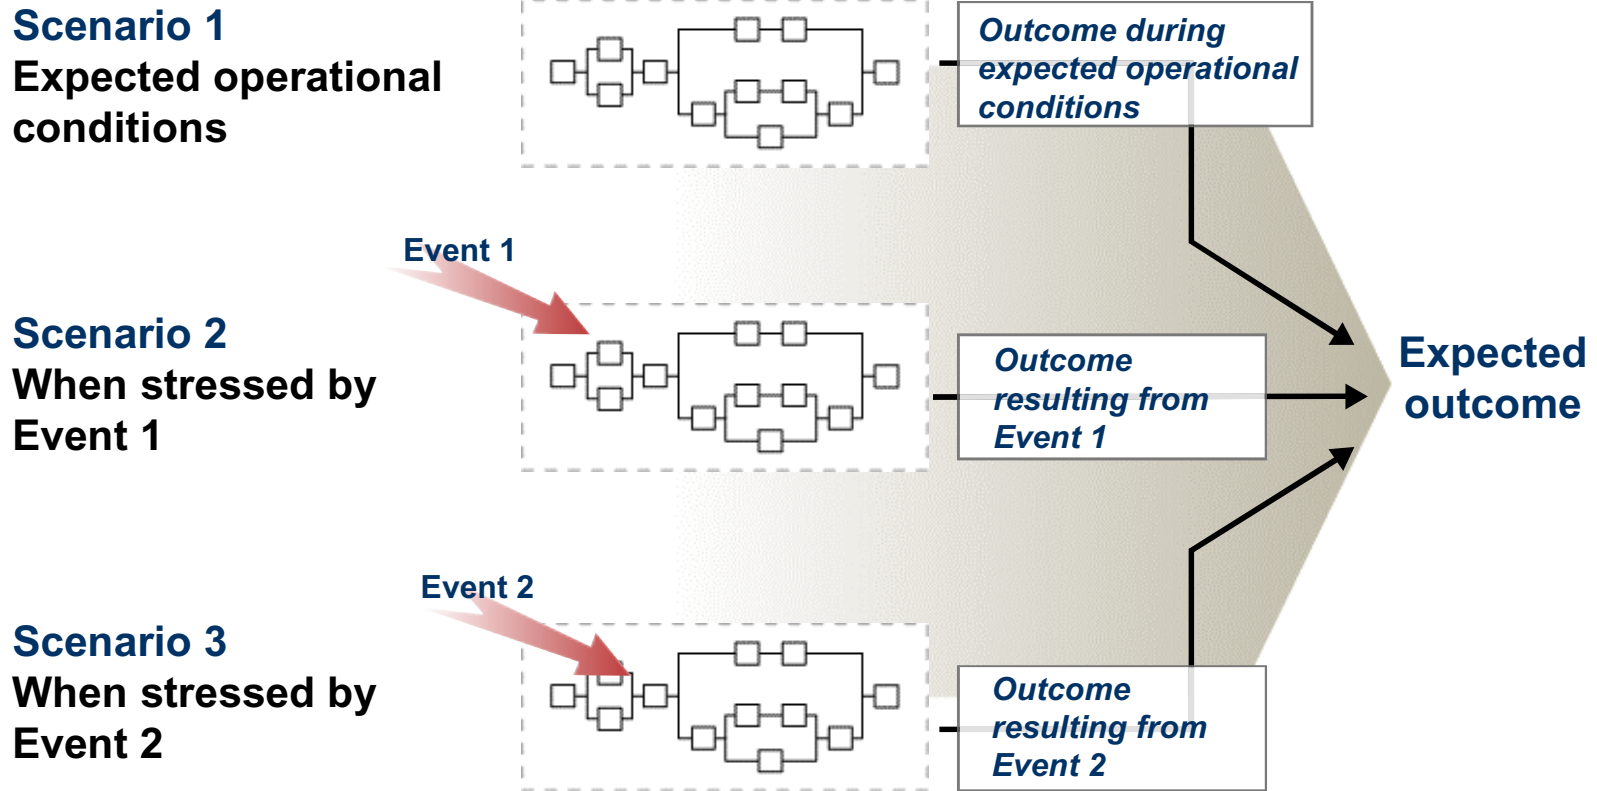 Scenario 1
Expected operational
conditions
Outcome during
expected operational
conditions
Event 1
Scenario 2
When stressed by
Event 1
Outcome
resulting from
Event 1
Expected
outcome
Event 2
Scenario 3
When stressed by
Event 2
Outcome
resulting from
Event 2